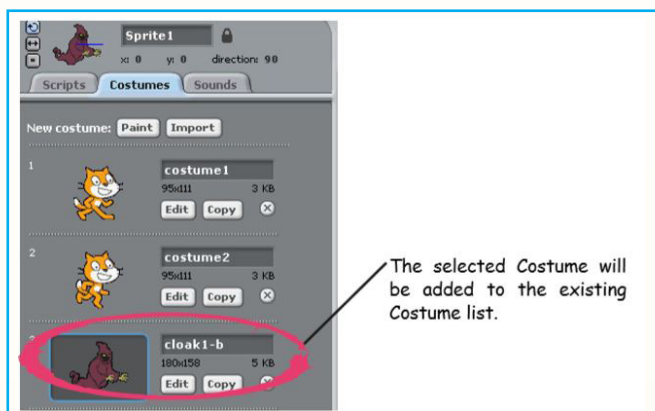 Sprite1
x: 0 y: 0 direction: 90
Scripts Costumes Sounds
New costume: Paint Import
1
costume1
95x111 3 KB
Edit Copy
2
costume2
95x111 3 KB
Edit Copy
cloak1-b
180x158 5 KB
Edit Copy
The selected Costume will
be added to the existing
Costume list.